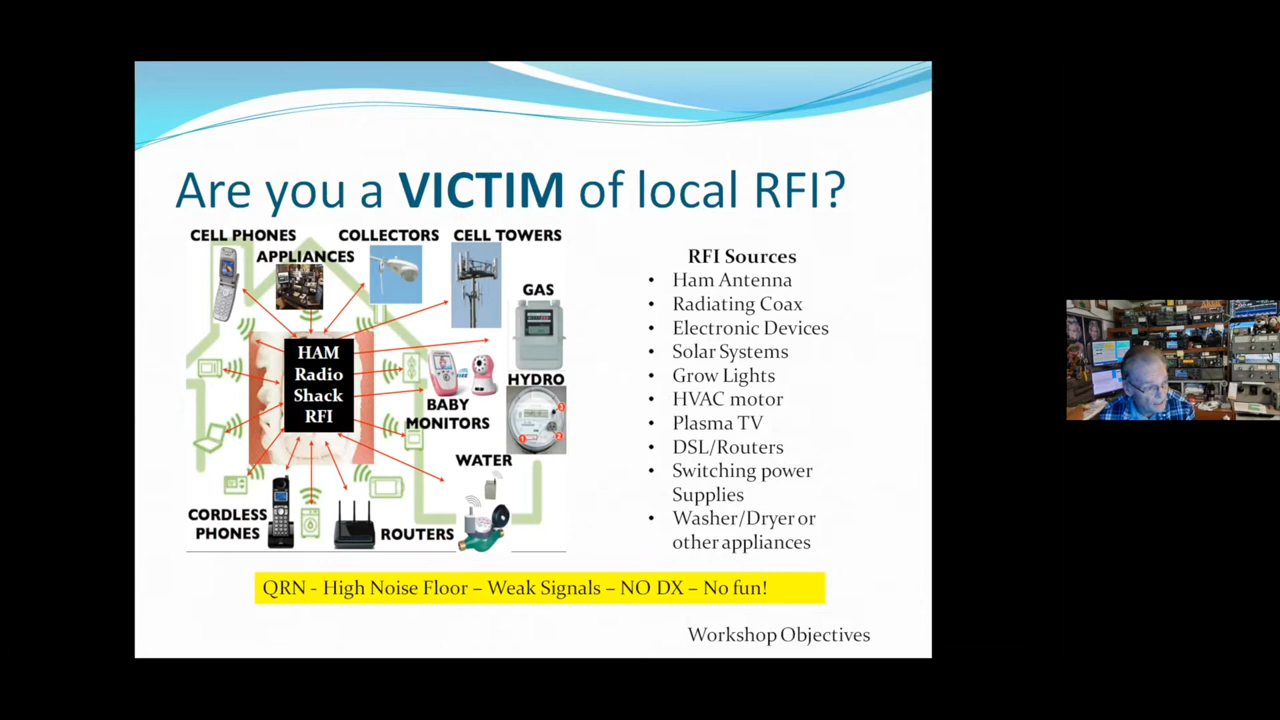 Are you a VICTIM of local RFI?
CELL PHONES
COLLECTORS
CELL TOWERS
APPLIANCES
GAS
HAM
Radio
Shack
RFI
HYDRO
BABY
MONITORS
WATER
CORDLESS
PHONES
ROUTERS
RFI Sources
• Ham Antenna
• Radiating Coax
• Electronic Devices
• Solar Systems
• Grow Lights
• HVAC motor
• Plasma TV
• DSL/Routers
• Switching power
Supplies
• Washer/Dryer or
other appliances
QRN - High Noise Floor – Weak Signals – NO DX – No fun!
Workshop Objectives